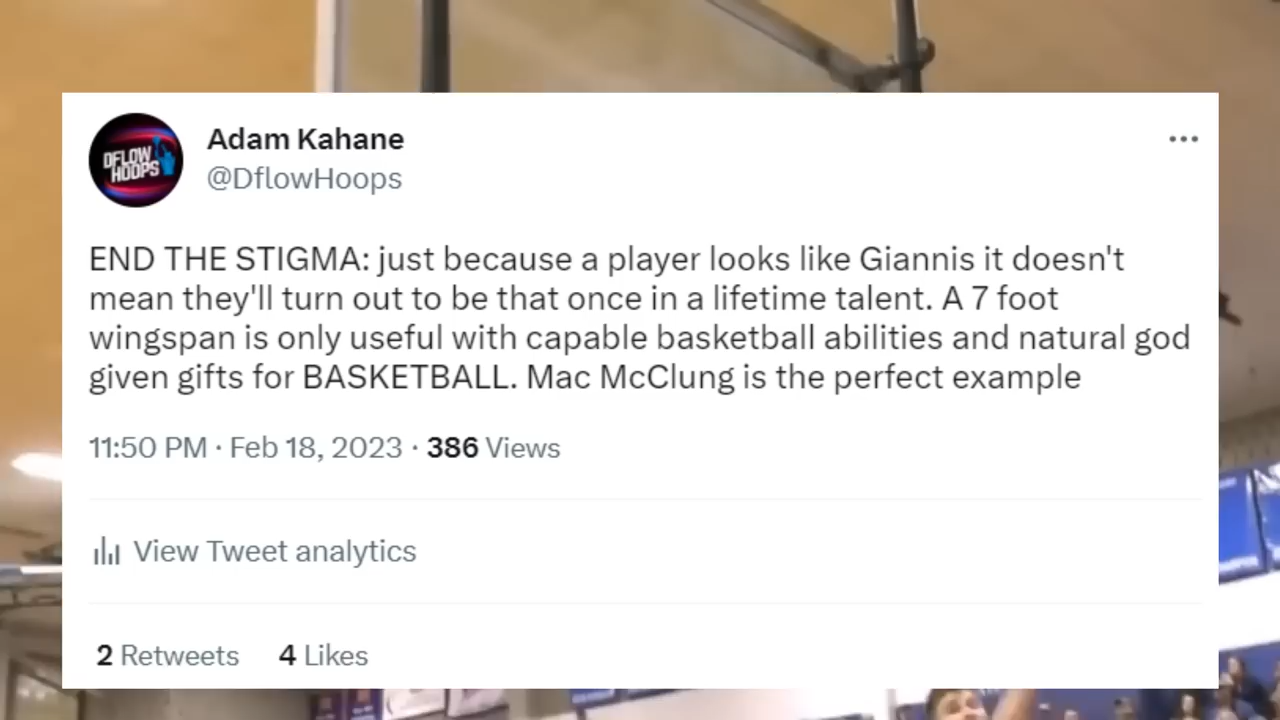 DFLOW
HOOPS
Adam Kahane
@DflowHoops
END THE STIGMA: just because a player looks like Giannis it doesn't
mean they'll turn out to be that once in a lifetime talent. A 7 foot
wingspan is only useful with capable basketball abilities and natural god
given gifts for BASKETBALL. Mac McClung is the perfect example
11:50 PM · Feb 18, 2023 · 386 Views
View Tweet analytics
2 Retweets 4 Likes